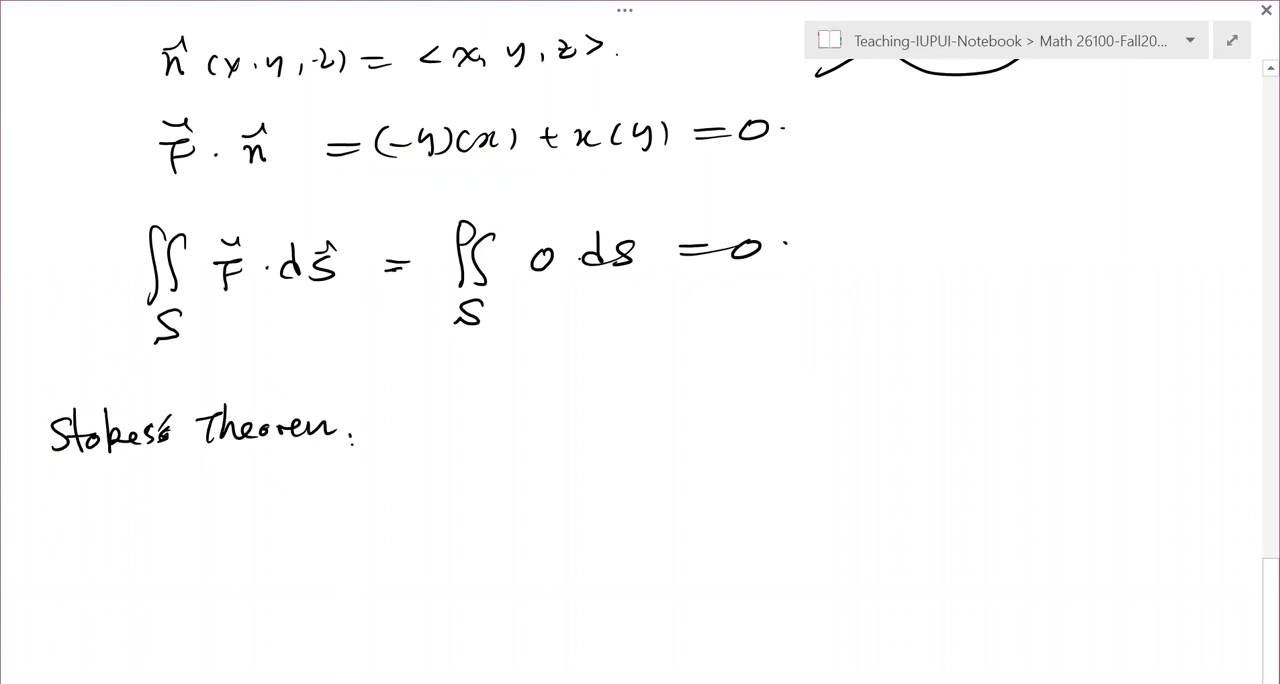 Teaching-IUPUI-Notebook > Math 26100-Fall20...
n⃗ (x, y, z) = < x, y, z >.
F⃗ · n⃗ = (-y)(x) + x(y) = 0.
∬_S F⃗ · dS⃗ = ∬_S 0 dS = 0.
Stokes's Theorem.